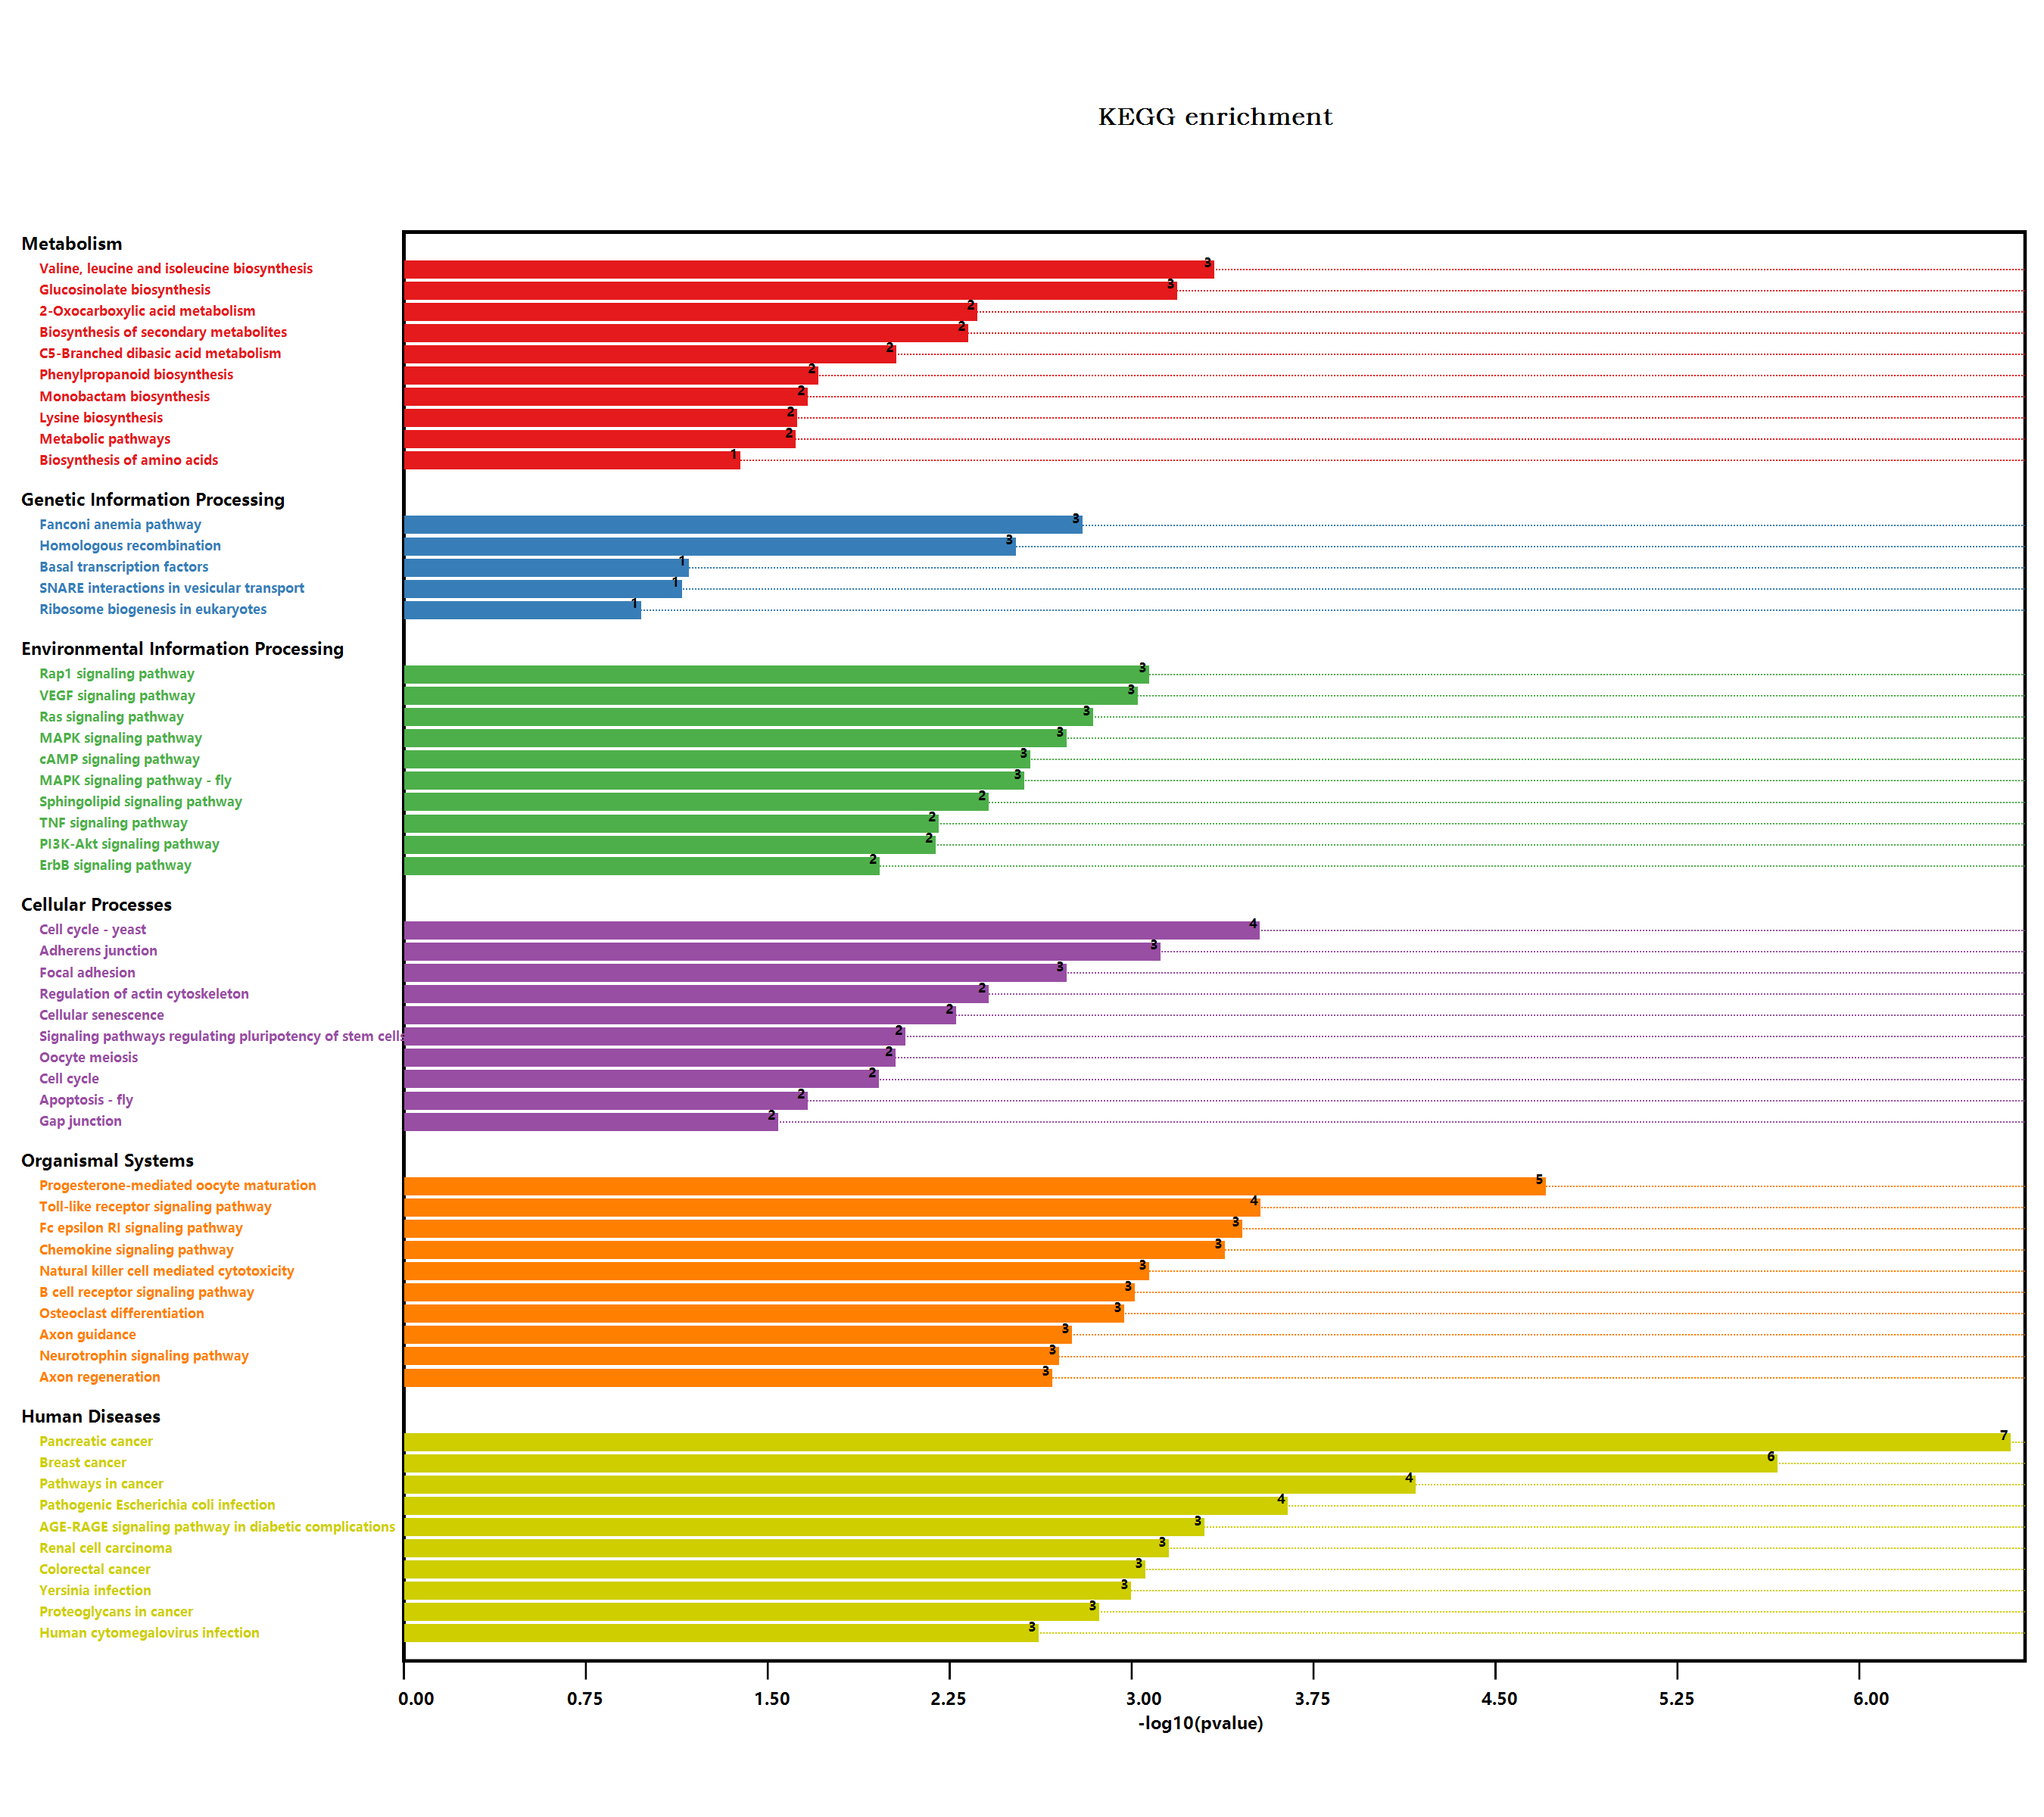 KEGG enrichment
Metabolism
Valine, leucine and isoleucine biosynthesis 3
Glucosinolate biosynthesis 3
2-Oxocarboxylic acid metabolism 2
Biosynthesis of secondary metabolites 2
C5-Branched dibasic acid metabolism 2
Phenylpropanoid biosynthesis 2
Monobactam biosynthesis 2
Lysine biosynthesis 2
Metabolic pathways 2
Biosynthesis of amino acids 1
Genetic Information Processing
Fanconi anemia pathway 3
Homologous recombination 3
Basal transcription factors 1
SNARE interactions in vesicular transport 1
Ribosome biogenesis in eukaryotes 1
Environmental Information Processing
Rap1 signaling pathway 3
VEGF signaling pathway 3
Ras signaling pathway 3
MAPK signaling pathway 3
cAMP signaling pathway 3
MAPK signaling pathway - fly 3
Sphingolipid signaling pathway 2
TNF signaling pathway 2
PI3K-Akt signaling pathway 2
ErbB signaling pathway 2
Cellular Processes
Cell cycle - yeast 4
Adherens junction 3
Focal adhesion 3
Regulation of actin cytoskeleton 2
Cellular senescence 2
Signaling pathways regulating pluripotency of stem cells 2
Oocyte meiosis 2
Cell cycle 2
Apoptosis - fly 2
Gap junction 2
Organismal Systems
Progesterone-mediated oocyte maturation 5
Toll-like receptor signaling pathway 4
Fc epsilon RI signaling pathway 3
Chemokine signaling pathway 3
Natural killer cell mediated cytotoxicity 3
B cell receptor signaling pathway 3
Osteoclast differentiation 3
Axon guidance 3
Neurotrophin signaling pathway 3
Axon regeneration 3
Human Diseases
Pancreatic cancer 7
Breast cancer 6
Pathways in cancer 4
Pathogenic Escherichia coli infection 4
AGE-RAGE signaling pathway in diabetic complications 3
Renal cell carcinoma 3
Colorectal cancer 3
Yersinia infection 3
Proteoglycans in cancer 3
Human cytomegalovirus infection 3
0.00 0.75 1.50 2.25 3.00 3.75 4.50 5.25 6.00
-log10(pvalue)